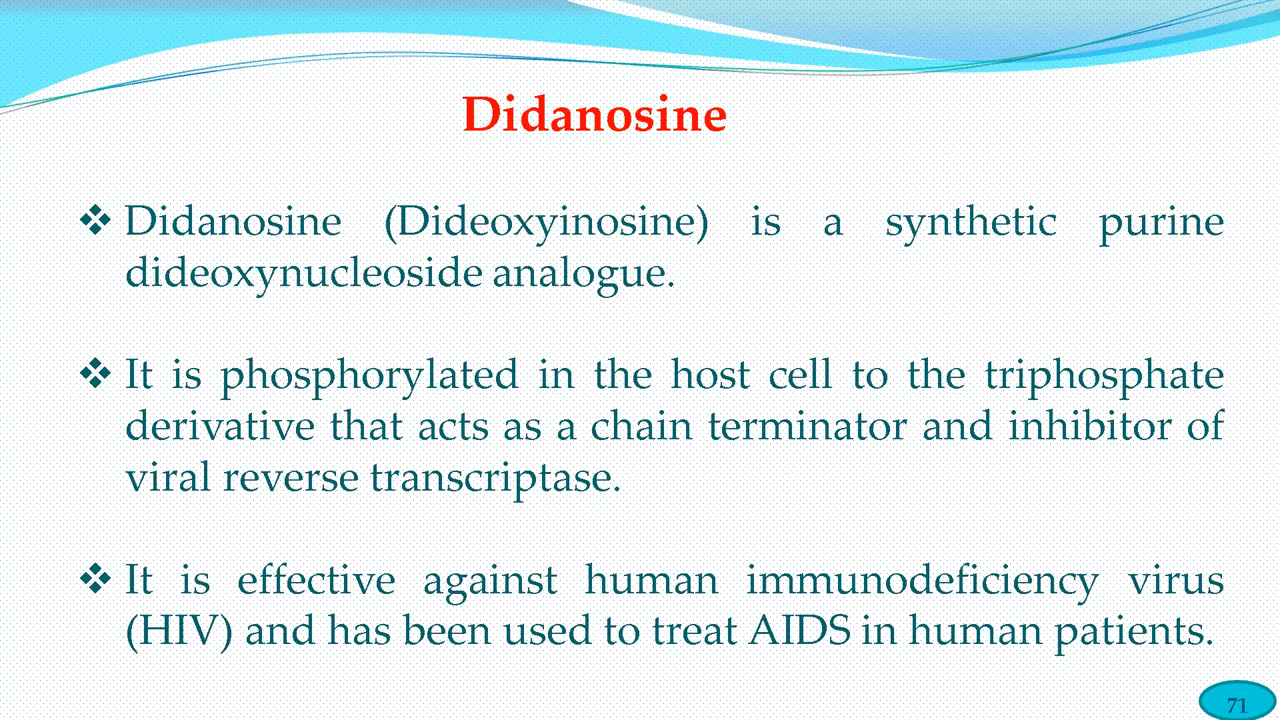 Didanosine
❖ Didanosine (Dideoxyinosine) is a synthetic purine
dideoxynucleoside analogue.
❖ It is phosphorylated in the host cell to the triphosphate
derivative that acts as a chain terminator and inhibitor of
viral reverse transcriptase.
❖ It is effective against human immunodeficiency virus
(HIV) and has been used to treat AIDS in human patients.
71